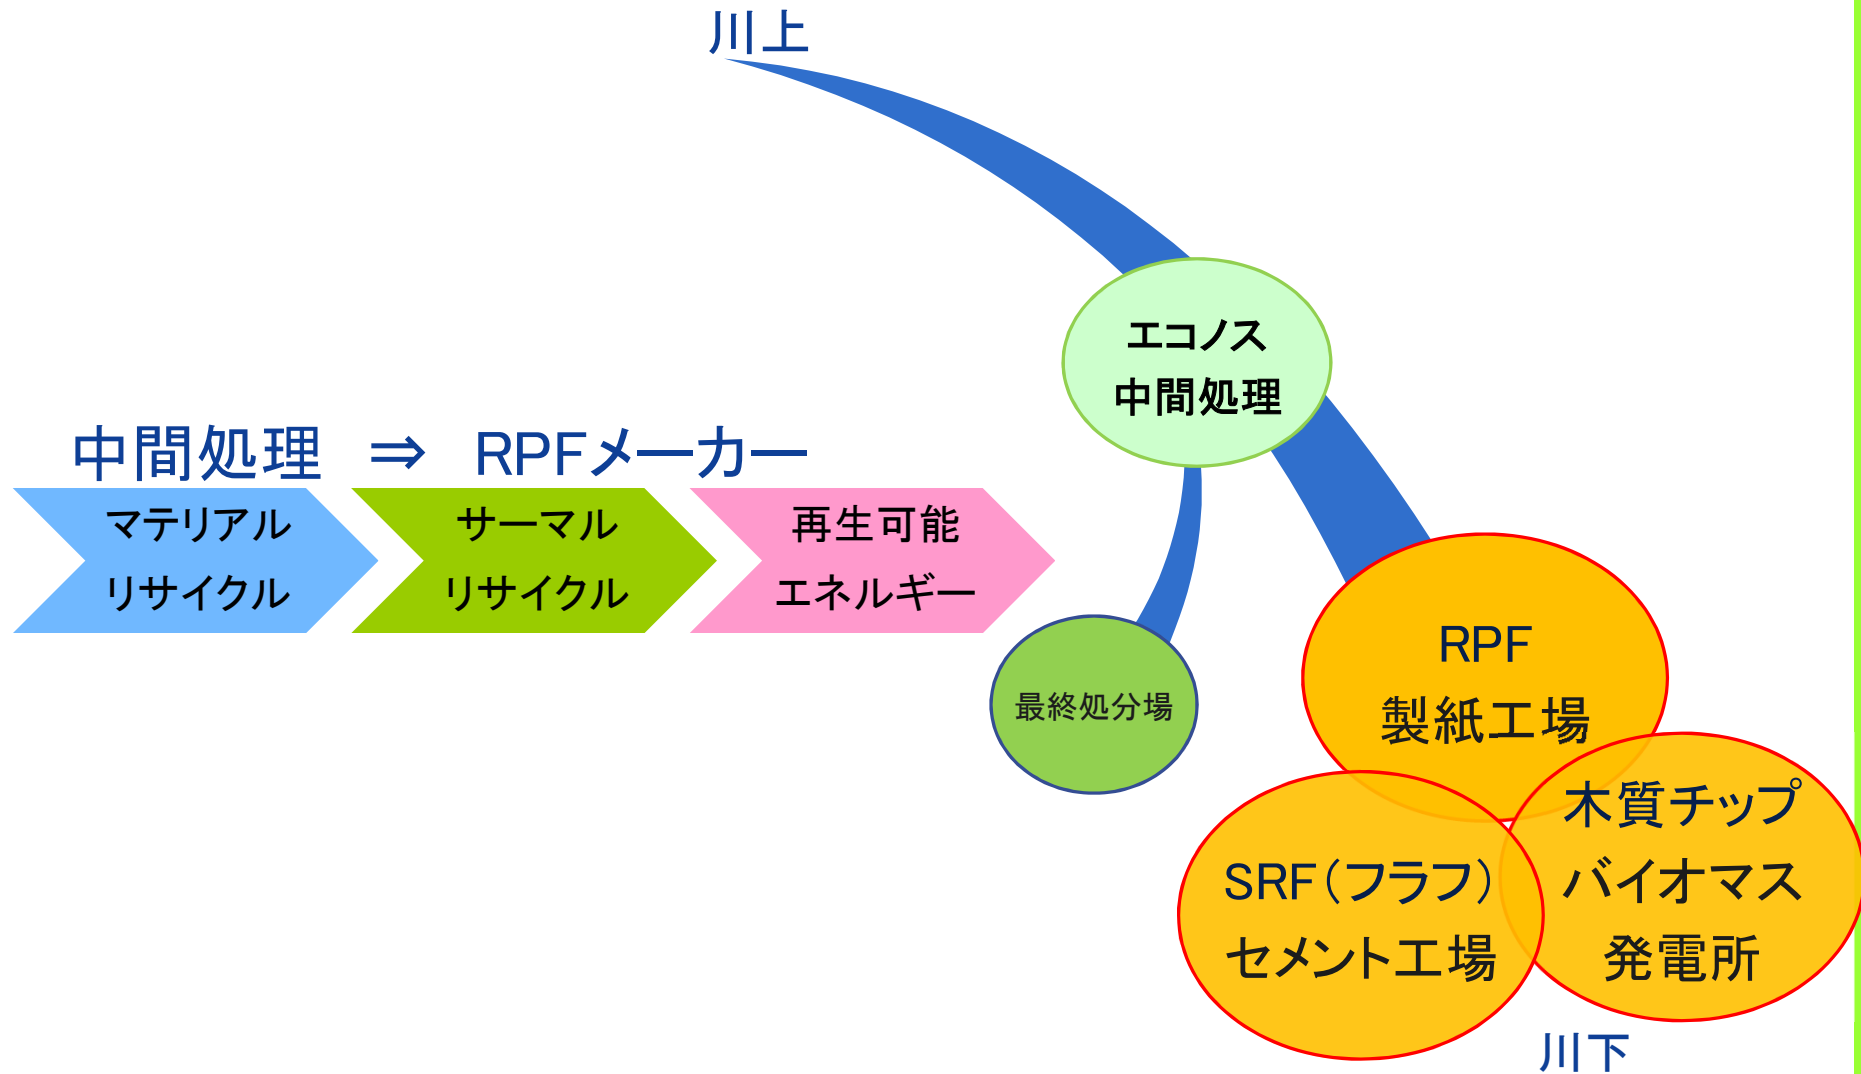 川上
エコノス
中間処理
中間処理 ⇒ RPFメーカー
マテリアル
リサイクル
サーマル
リサイクル
再生可能
エネルギー
最終処分場
RPF
製紙工場
木質チップ
バイオマス
発電所
SRF(フラフ)
セメント工場
川下